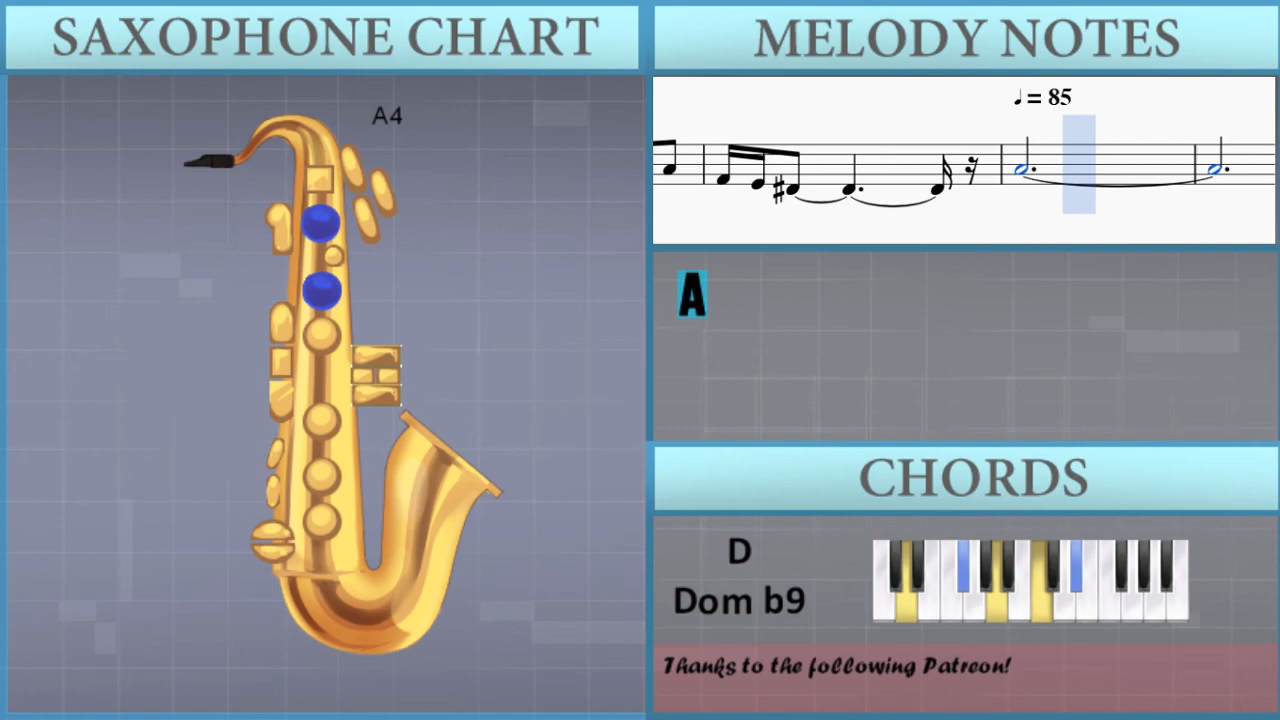 SAXOPHONE CHART
A4
MELODY NOTES
♩ = 85
A
CHORDS
D
Dom b9
Thanks to the following Patreon!